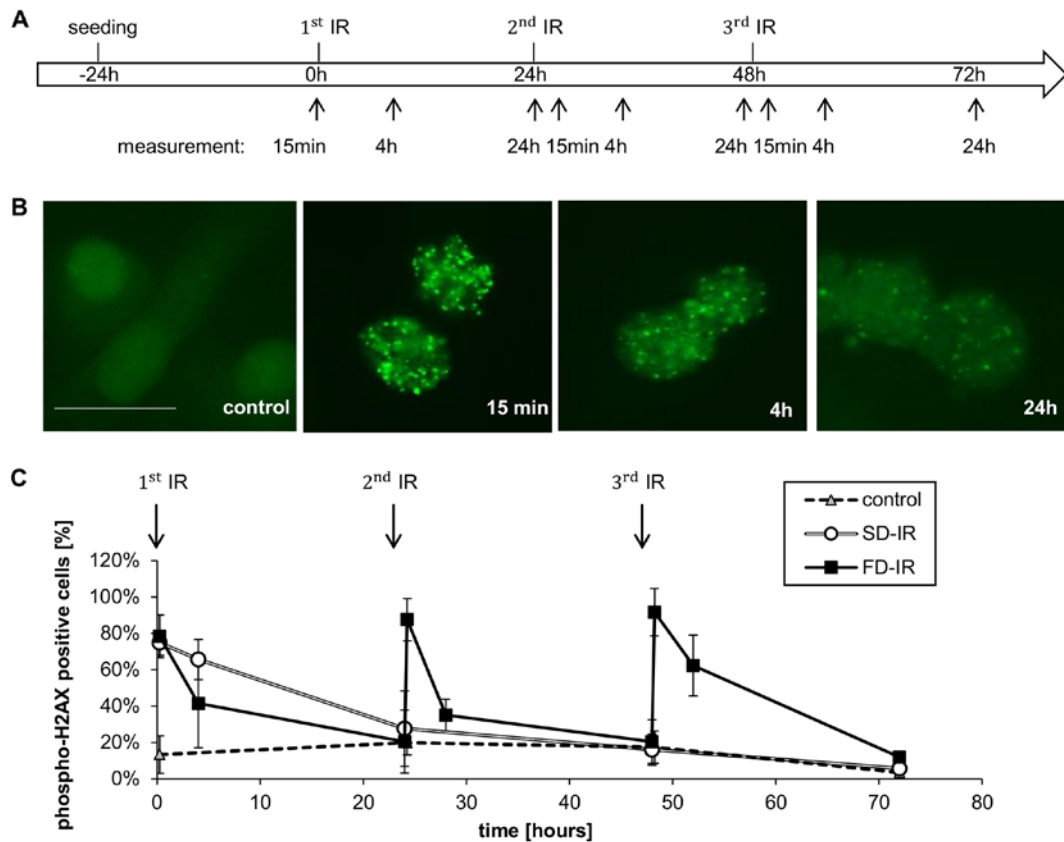 A
seeding 1st IR 2nd IR 3rd IR
-24h 0h 24h 48h 72h
measurement: 15min 4h 24h 15min 4h 24h 15min 4h 24h
B
control 15 min 4h 24h
C
1st IR 2nd IR 3rd IR
control
SD-IR
FD-IR
phospho-H2AX positive cells [%]
120%
100%
80%
60%
40%
20%
0%
0 10 20 30 40 50 60 70 80
time [hours]